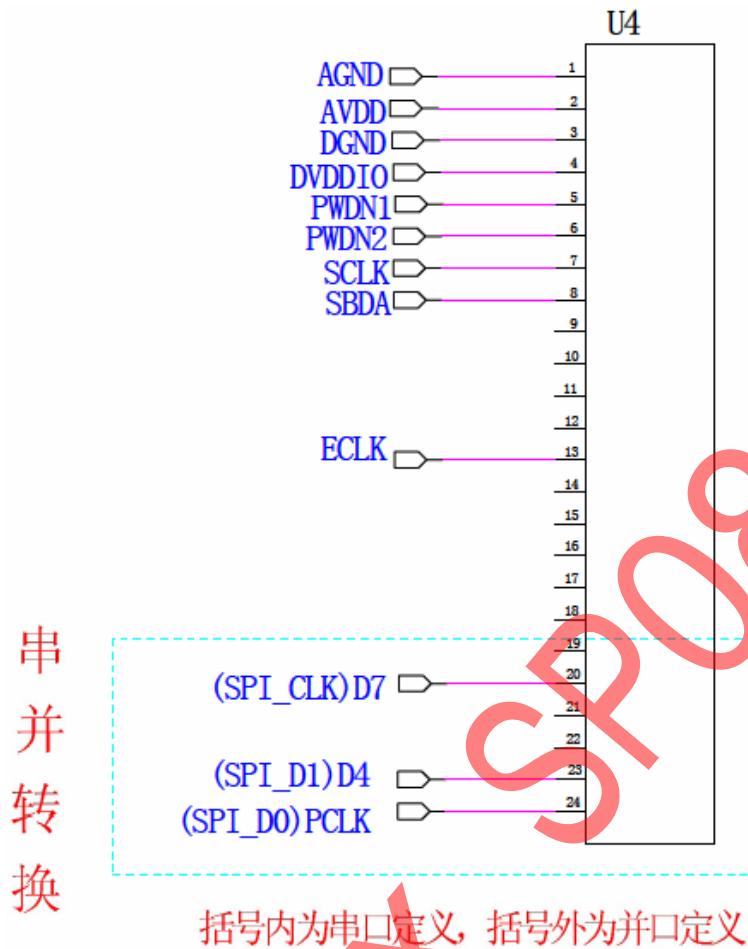 U4
AGND 1
AVDD 2
DGND 3
DVDDIO 4
PWDN1 5
PWDN2 6
SCLK 7
SBDA 8
9
10
11
12
ECLK 13
14
15
16
17
18
19
(SPI_CLK)D7 20
21
22
(SPI_D1)D4 23
(SPI_D0)PCLK 24
串并转换
括号内为串口定义, 括号外为并口定义
SP08